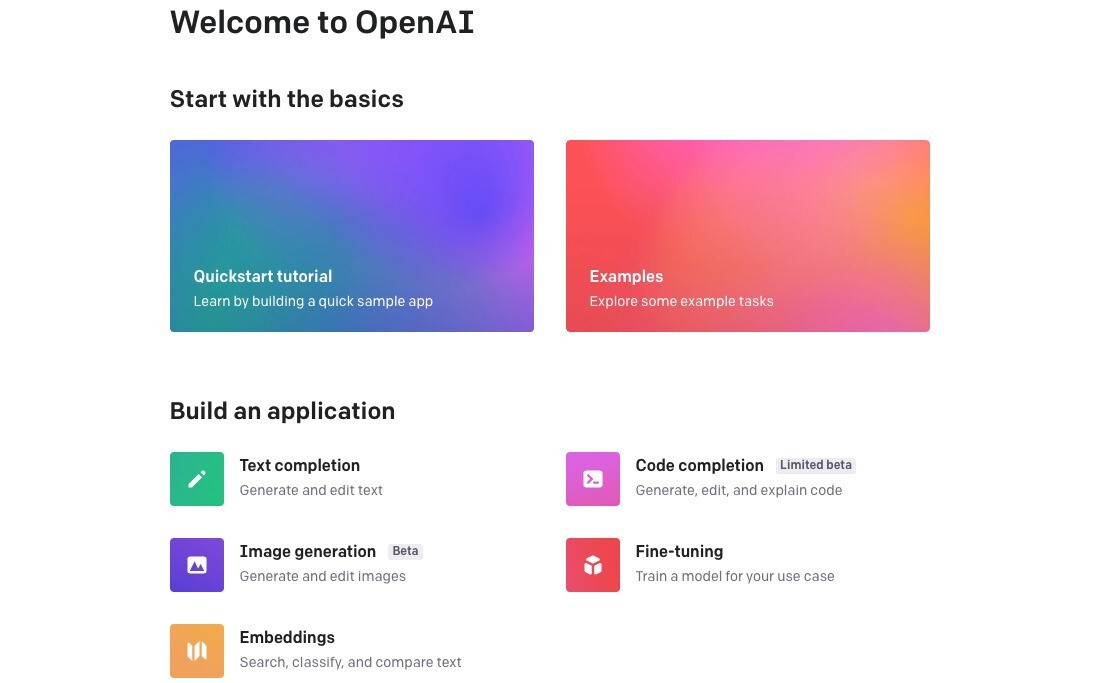 Welcome to OpenAI
Start with the basics
Quickstart tutorial
Learn by building a quick sample app
Examples
Explore some example tasks
Build an application
Text completion
Generate and edit text
Code completion Limited beta
Generate, edit, and explain code
Image generation Beta
Generate and edit images
Fine-tuning
Train a model for your use case
Embeddings
Search, classify, and compare text